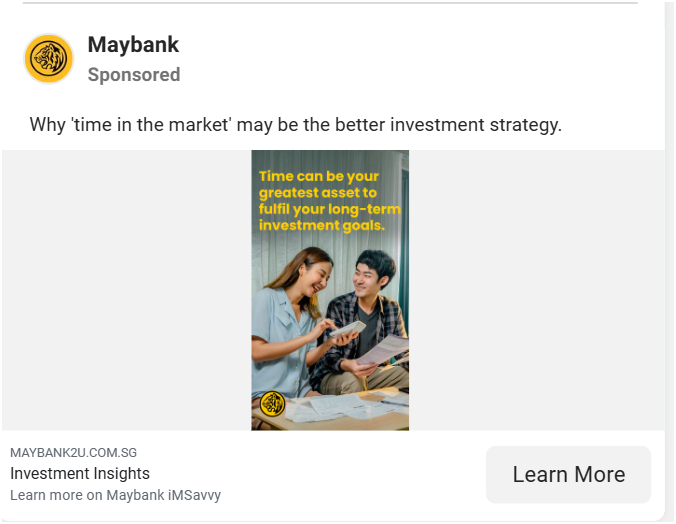 Maybank
Sponsored
Why 'time in the market' may be the better investment strategy.
Time can be your
greatest asset to
fulfil your long-term
investment goals.
MAYBANK2U.COM.SG
Investment Insights
Learn more on Maybank iMSavvy
Learn More